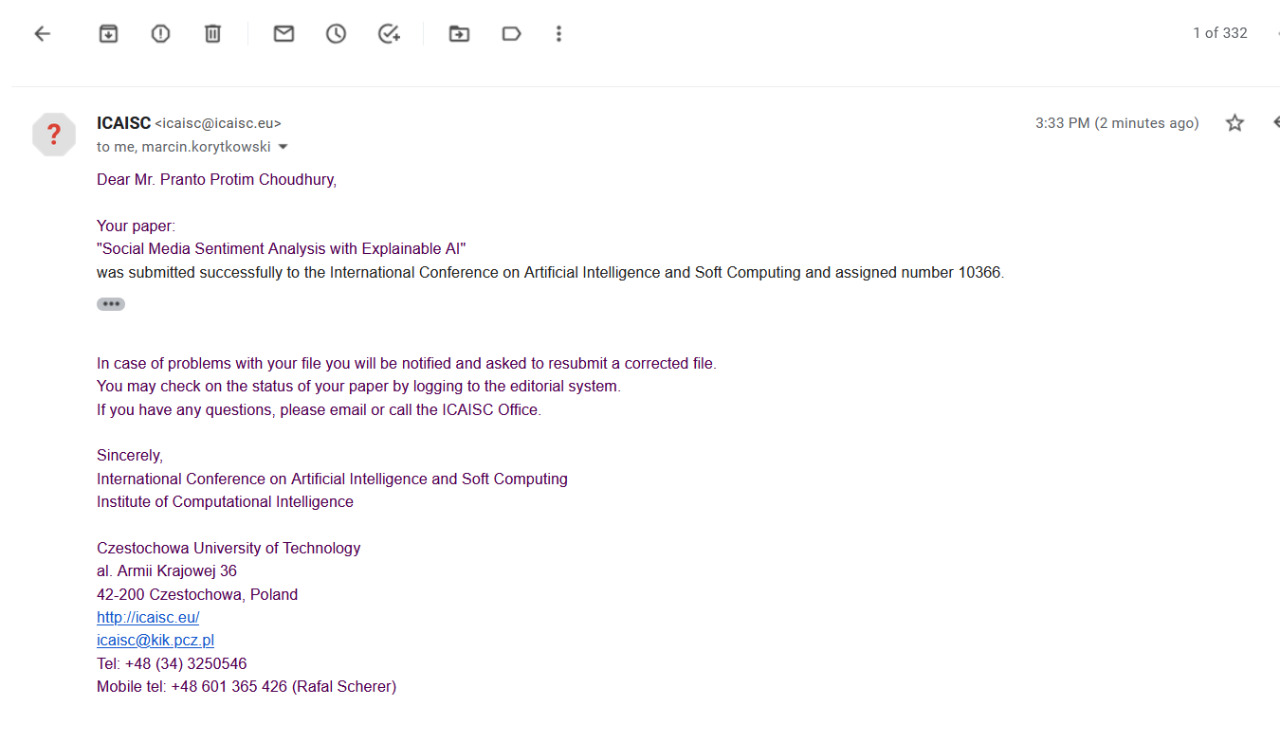 1 of 332
ICAISC <icaisc@icaisc.eu>
3:33 PM (2 minutes ago)
to me, marcin.korytkowski
Dear Mr. Pranto Protim Choudhury,
Your paper:
"Social Media Sentiment Analysis with Explainable AI"
was submitted successfully to the International Conference on Artificial Intelligence and Soft Computing and assigned number 10366.
In case of problems with your file you will be notified and asked to resubmit a corrected file.
You may check on the status of your paper by logging to the editorial system.
If you have any questions, please email or call the ICAISC Office.
Sincerely,
International Conference on Artificial Intelligence and Soft Computing
Institute of Computational Intelligence
Czestochowa University of Technology
al. Armii Krajowej 36
42-200 Czestochowa, Poland
http://icaisc.eu/
icaisc@kik.pcz.pl
Tel: +48 (34) 3250546
Mobile tel: +48 601 365 426 (Rafal Scherer)